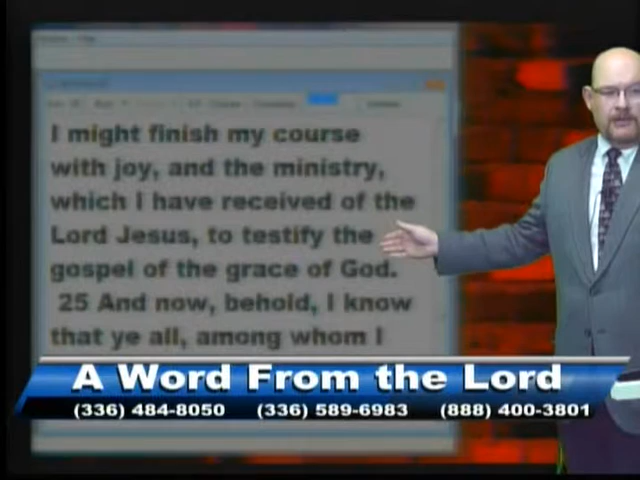 I might finish my course
with joy, and the ministry,
which I have received of the
Lord Jesus, to testify the
gospel of the grace of God.
25 And now, behold, I know
that ye all, among whom I
A Word From the Lord
(336) 484-8050 (336) 589-6983 (888) 400-3801